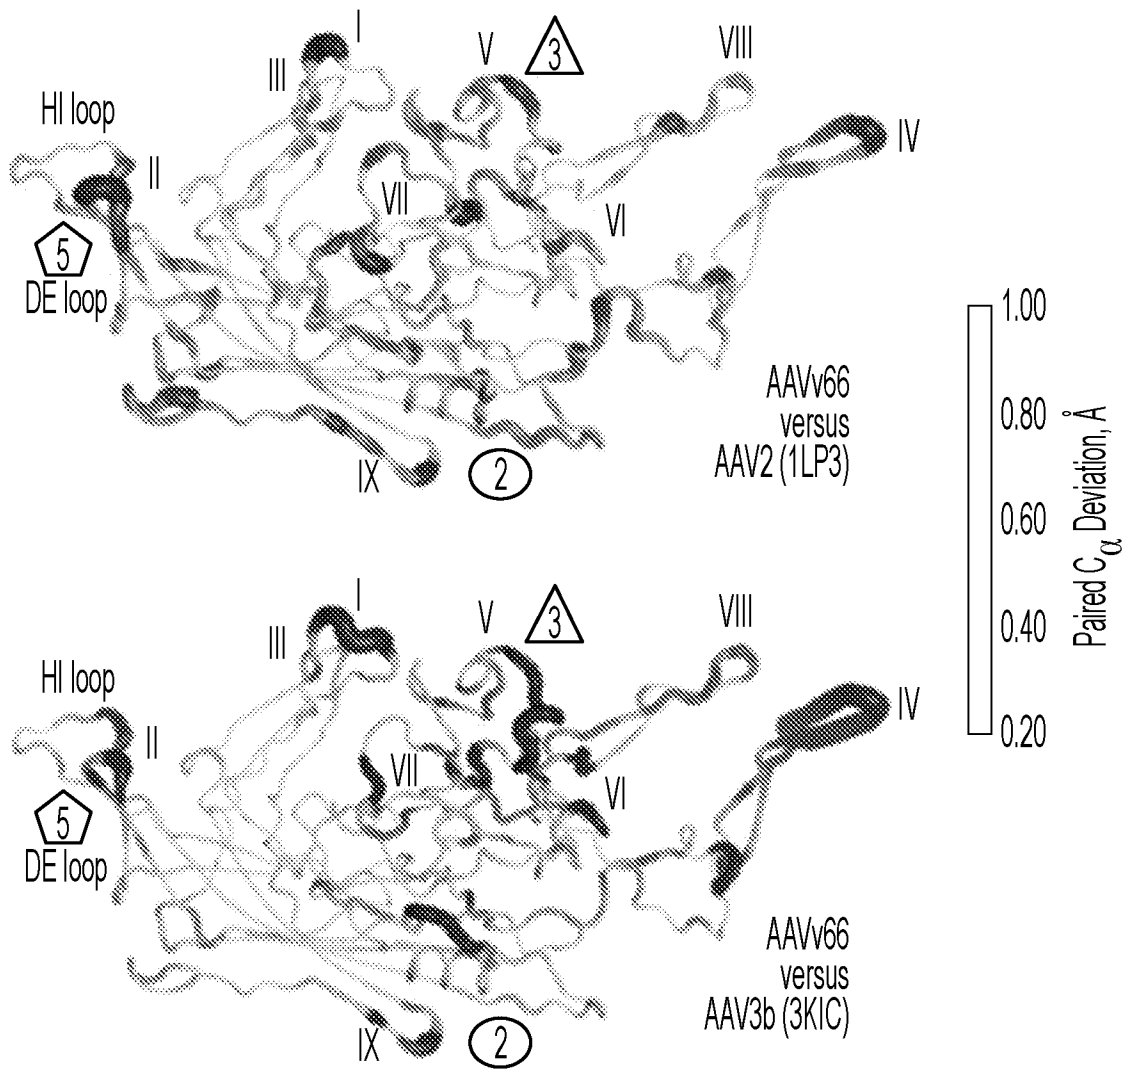 I
III
V
3
VIII
HI loop
II
IV
VII
VI
5
DE loop
AAVv66
versus
AAV2 (1LP3)
IX
2
1.00
0.80
0.60
0.40
0.20
Paired Cα Deviation, Å
I
III
V
3
VIII
HI loop
II
IV
VII
VI
5
DE loop
AAVv66
versus
AAV3b (3KIC)
IX
2